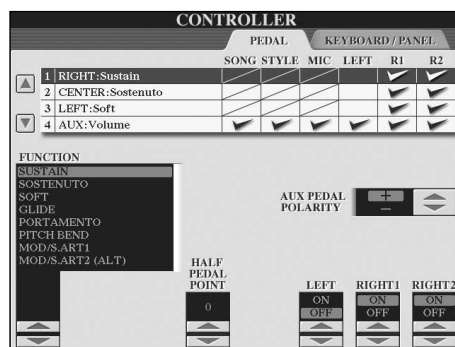 CONTROLLER
PEDAL KEYBOARD / PANEL
SONG STYLE MIC LEFT R1 R2
1 RIGHT:Sustain
2 CENTER:Sostenuto
3 LEFT:Soft
4 AUX:Volume
FUNCTION
SUSTAIN
SOSTENUTO
SOFT
GLIDE
PORTAMENTO
PITCH BEND
MOD/S.ART1
MOD/S.ART2 (ALT)
AUX PEDAL
POLARITY
+
−
HALF
PEDAL
POINT
0
LEFT RIGHT1 RIGHT2
ON ON ON
OFF OFF OFF